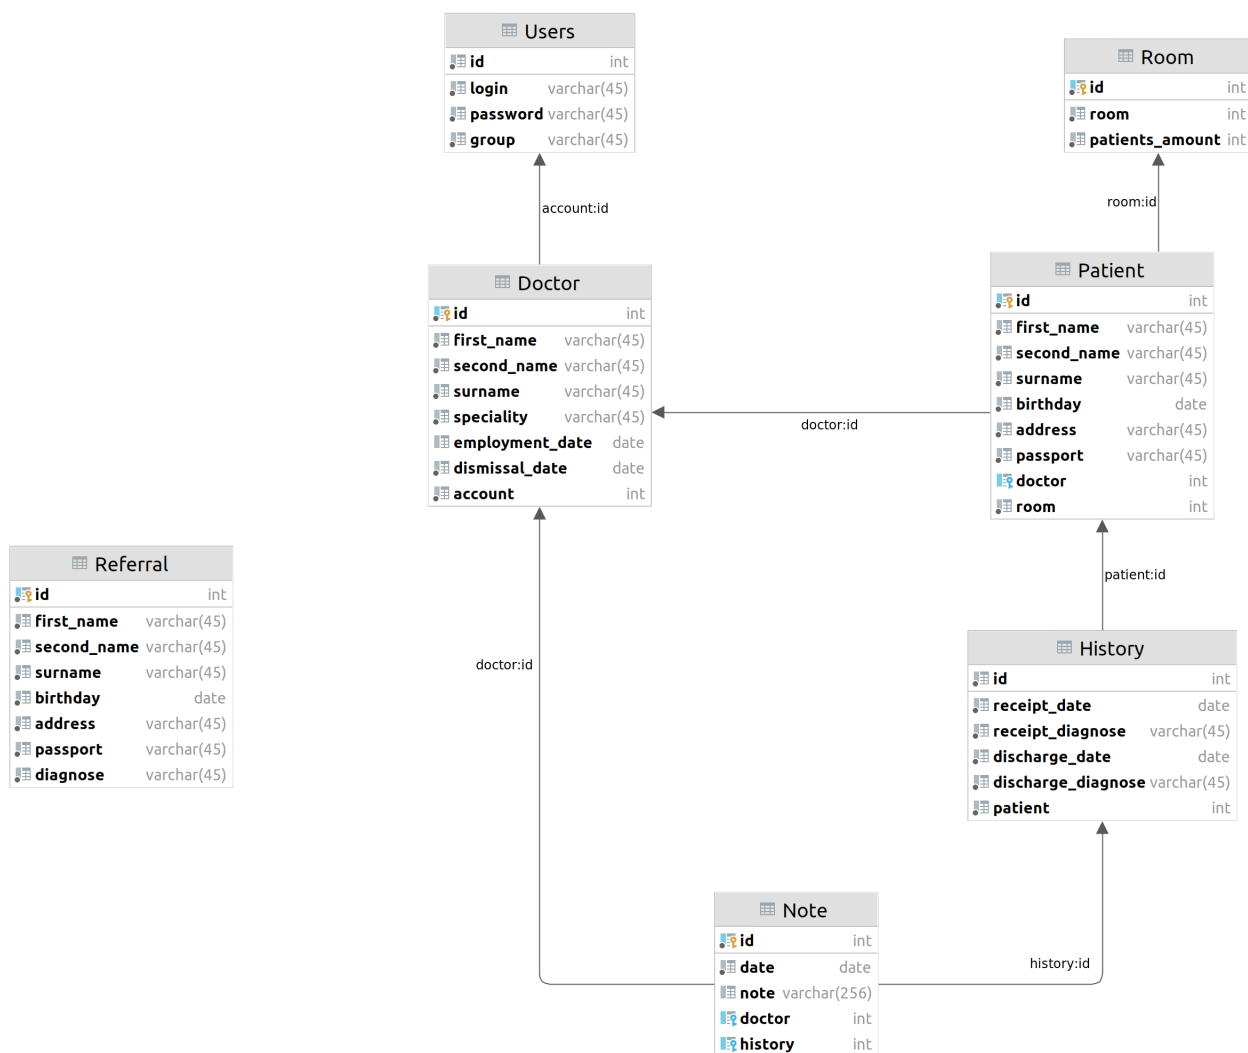 Users
id int
login varchar(45)
password varchar(45)
group varchar(45)
account:id
Room
id int
room int
patients_amount int
room:id
Doctor
id int
first_name varchar(45)
second_name varchar(45)
surname varchar(45)
speciality varchar(45)
employment_date date
dismissal_date date
account int
doctor:id
Patient
id int
first_name varchar(45)
second_name varchar(45)
surname varchar(45)
birthday date
address varchar(45)
passport varchar(45)
doctor int
room int
patient:id
Referral
id int
first_name varchar(45)
second_name varchar(45)
surname varchar(45)
birthday date
address varchar(45)
passport varchar(45)
diagnose varchar(45)
doctor:id
History
id int
receipt_date date
receipt_diagnose varchar(45)
discharge_date date
discharge_diagnose varchar(45)
patient int
history:id
Note
id int
date date
note varchar(256)
doctor int
history int